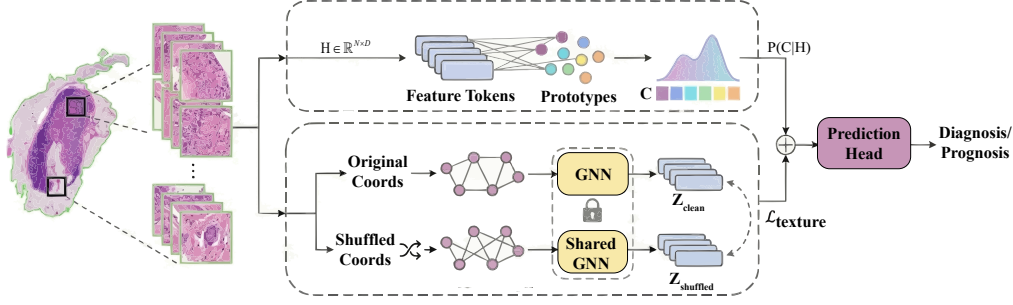 H ∈ ℝ^{N×D}
Feature Tokens
Prototypes
C
P(C|H)
Original
Coords
GNN
Z_clean
Shuffled
Coords
Shared
GNN
Z_shuffled
ℒ_texture
Prediction
Head
Diagnosis/
Prognosis